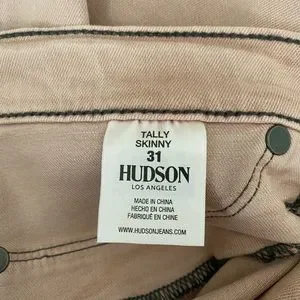 TALLY
SKINNY
31
HUDSON
LOS ANGELES
MADE IN CHINA
HECHO EN CHINA
FABRIQUÉ EN CHINE
WWW.HUDSONJEANS.COM